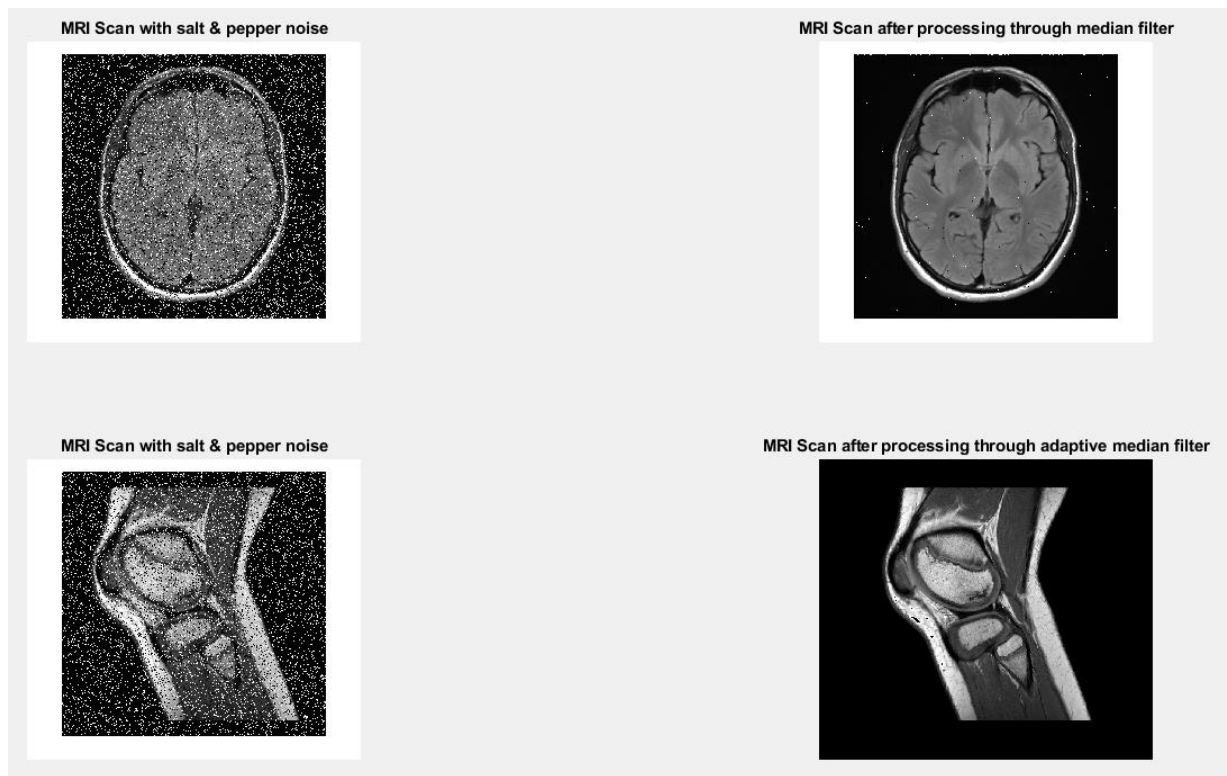 MRI Scan with salt & pepper noise
MRI Scan after processing through median filter
MRI Scan with salt & pepper noise
MRI Scan after processing through adaptive median filter